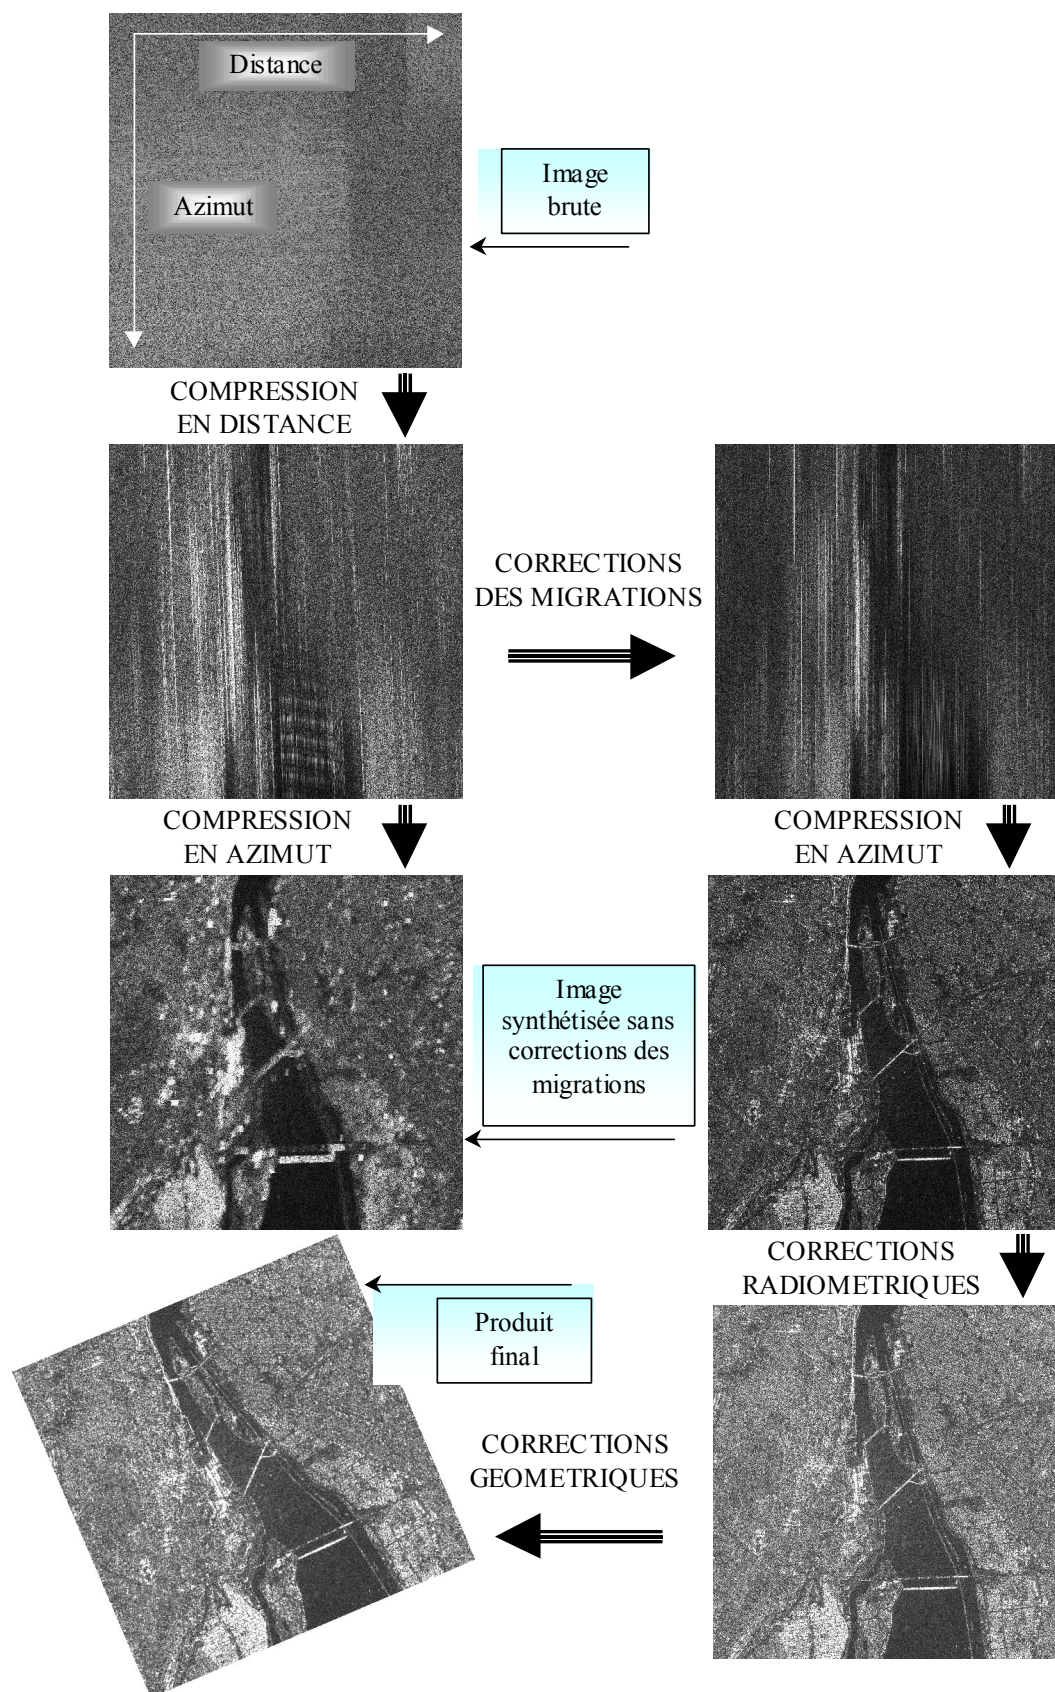 Distance
Azimut
Image
brute
COMPRESSION
EN DISTANCE
CORRECTIONS
DES MIGRATIONS
COMPRESSION
EN AZIMUT
COMPRESSION
EN AZIMUT
Image
synthétisée sans
corrections des
migrations
CORRECTIONS
RADIOMETRIQUES
Produit
final
CORRECTIONS
GEOMETRIQUES